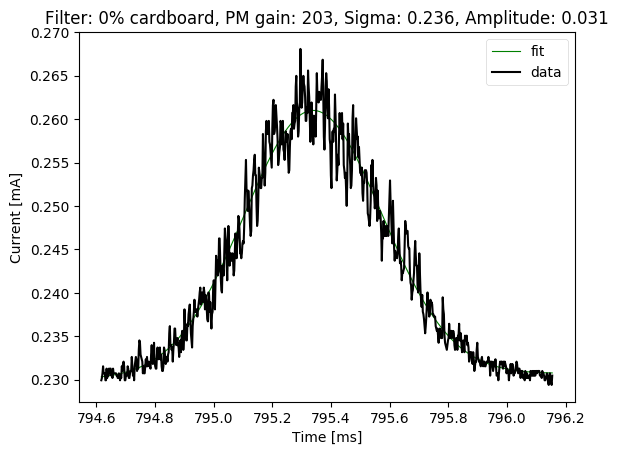 Filter: 0% cardboard, PM gain: 203, Sigma: 0.236, Amplitude: 0.031
fit
data
0.270
0.265
0.260
0.255
0.250
0.245
0.240
0.235
0.230
Current [mA]
794.6 794.8 795.0 795.2 795.4 795.6 795.8 796.0 796.2
Time [ms]